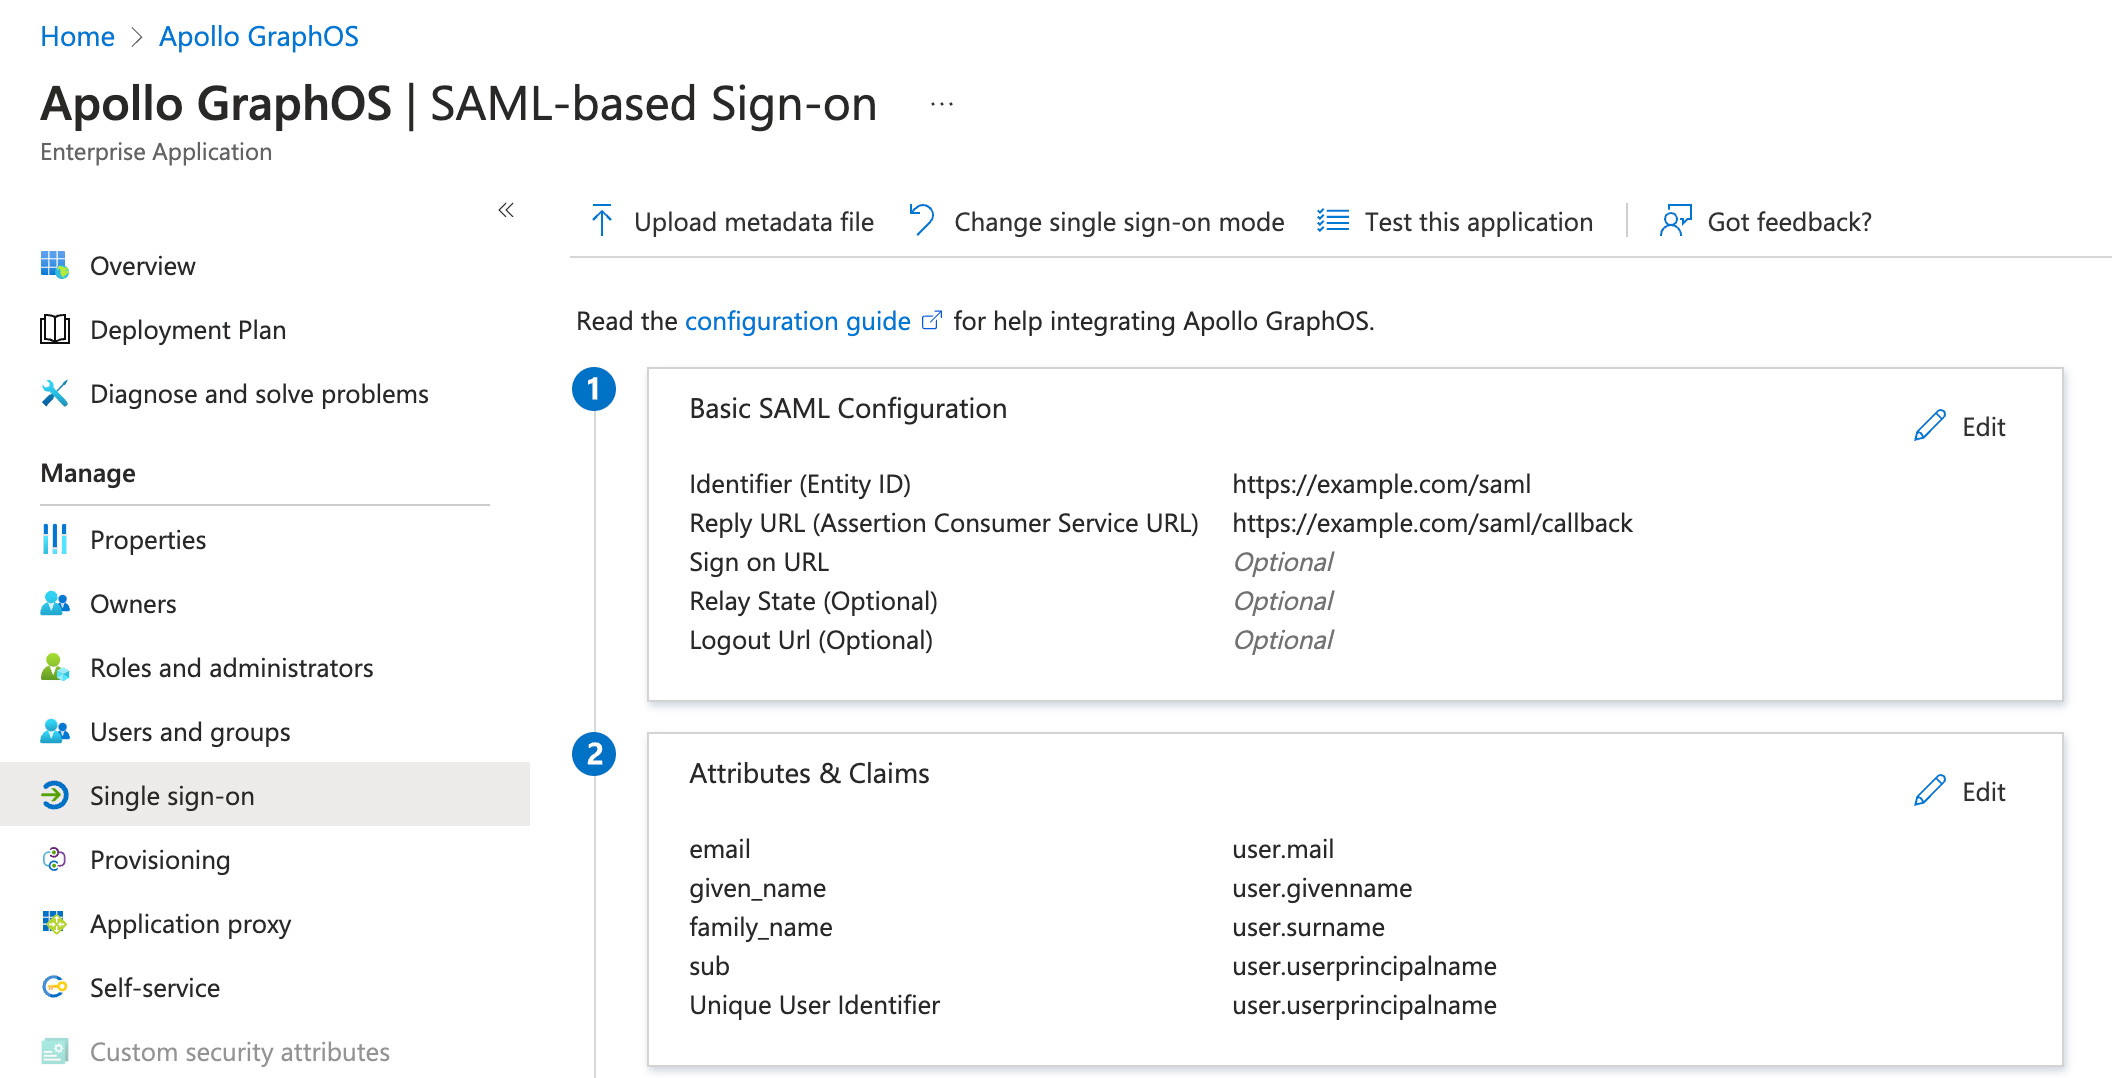 Home > Apollo GraphOS
Apollo GraphOS | SAML-based Sign-on ...
Enterprise Application
«
Overview
Deployment Plan
Diagnose and solve problems
Manage
Properties
Owners
Roles and administrators
Users and groups
Single sign-on
Provisioning
Application proxy
Self-service
Custom security attributes
Upload metadata file Change single sign-on mode Test this application Got feedback?
Read the configuration guide for help integrating Apollo GraphOS.
1
Basic SAML Configuration
Edit
Identifier (Entity ID) https://example.com/saml
Reply URL (Assertion Consumer Service URL) https://example.com/saml/callback
Sign on URL Optional
Relay State (Optional) Optional
Logout Url (Optional) Optional
2
Attributes & Claims
Edit
email user.mail
given_name user.givenname
family_name user.surname
sub user.userprincipalname
Unique User Identifier user.userprincipalname